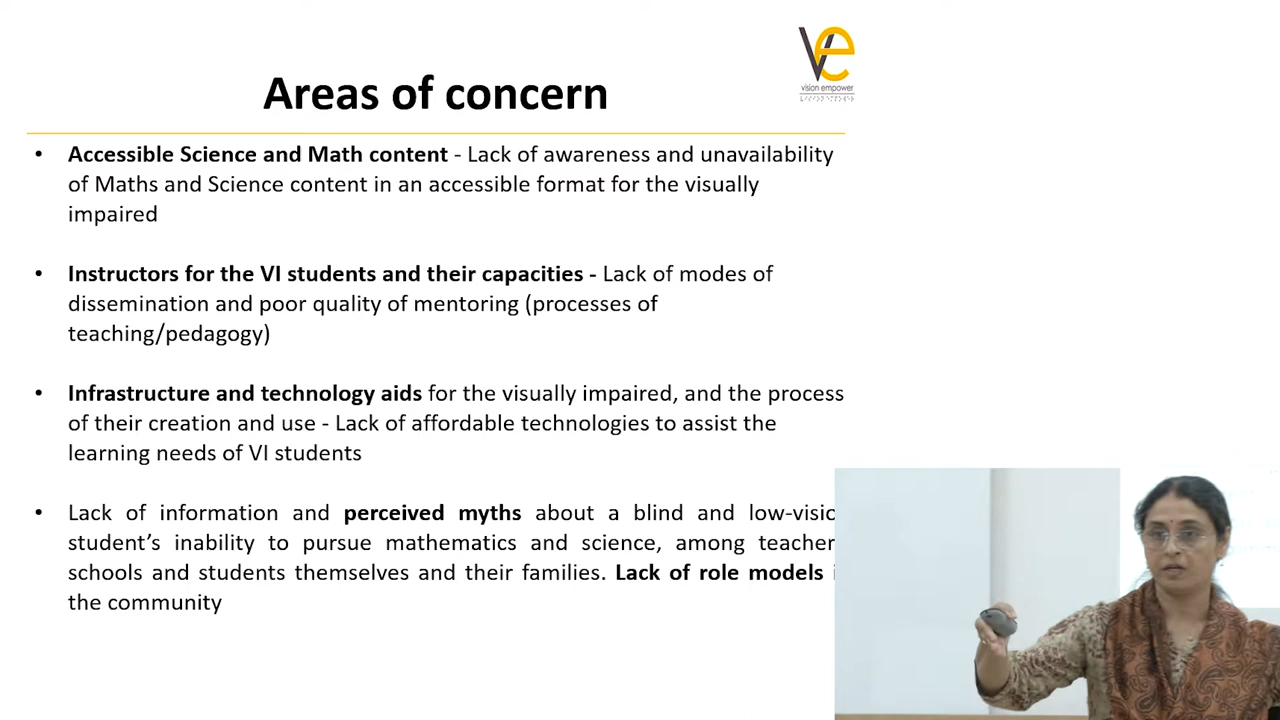 vision empower
Areas of concern
• Accessible Science and Math content - Lack of awareness and unavailability
of Maths and Science content in an accessible format for the visually
impaired
• Instructors for the VI students and their capacities - Lack of modes of
dissemination and poor quality of mentoring (processes of
teaching/pedagogy)
• Infrastructure and technology aids for the visually impaired, and the process
of their creation and use - Lack of affordable technologies to assist the
learning needs of VI students
• Lack of information and perceived myths about a blind and low-visio
student’s inability to pursue mathematics and science, among teacher
schools and students themselves and their families. Lack of role models
the community